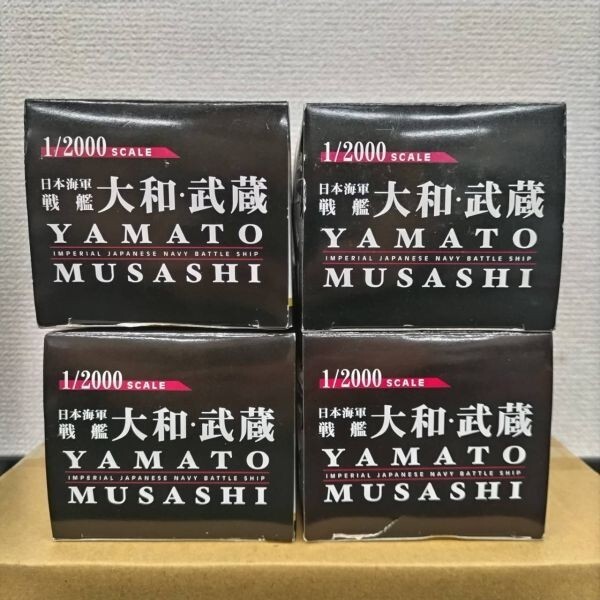 1/2000 SCALE
日本海軍
戦艦 大和・武蔵
YAMATO
IMPERIAL JAPANESE NAVY BATTLE SHIP
MUSASHI
1/2000 SCALE
日本海軍
戦艦 大和・武蔵
YAMATO
IMPERIAL JAPANESE NAVY BATTLE SHIP
MUSASHI
1/2000 SCALE
日本海軍
戦艦 大和・武蔵
YAMATO
IMPERIAL JAPANESE NAVY BATTLE SHIP
MUSASHI
1/2000 SCALE
日本海軍
戦艦 大和・武蔵
YAMATO
IMPERIAL JAPANESE NAVY BATTLE SHIP
MUSASHI